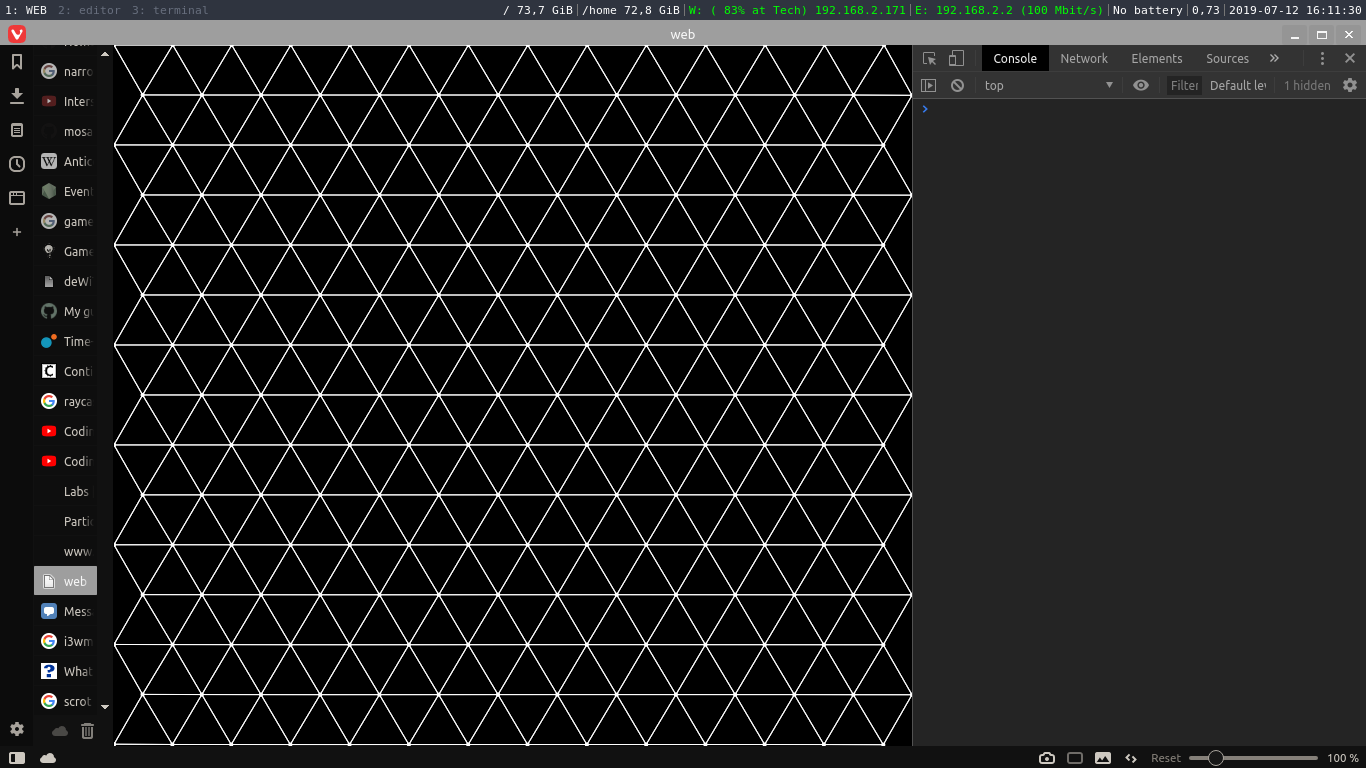 1: WEB 2: editor 3: terminal
/ 73,7 GiB|/home 72,8 GiB|W: ( 83% at Tech) 192.168.2.171|E: 192.168.2.2 (100 Mbit/s)|No battery|0,73|2019-07-12 16:11:30
web
Console Network Elements Sources »
top Filter Default lev 1 hidden
narro
Inters
mosa
Antic
Event
game
Game
deWi
My gi
Time-
Conti
rayca
Codin
Codin
Labs
Partic
www
web
Mess
i3wm
What
scrot
Reset 100 %